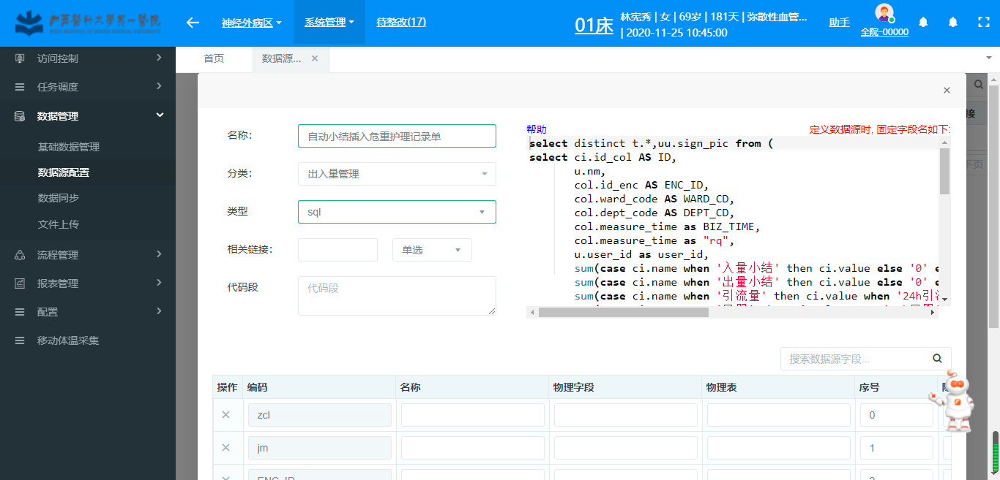 广西醫科大學第一醫院
神经外病区
系统管理
待整改(17)
01床
林宪秀 | 女 | 69岁 | 181天 | 弥散性血管...
| 2020-11-25 10:45:00
助手
全院-00000
访问控制
任务调度
数据管理
基础数据管理
数据源配置
数据同步
文件上传
流程管理
报表管理
配置
移动体温采集
首页
数据源...
接
下页
名称：
自动小结插入危重护理记录单
分类：
出入量管理
类型
sql
相关链接：
单选
代码段
代码段
帮助
定义数据源时, 固定字段名如下:
select distinct t.*,uu.sign_pic from (
select ci.id_col AS ID,
u.nm,
col.id_enc AS ENC_ID,
col.ward_code AS WARD_CD,
col.dept_code AS DEPT_CD,
col.measure_time as BIZ_TIME,
col.measure_time as "rq",
u.user_id as user_id,
sum(case ci.name when '入量小结' then ci.value else '0' e
sum(case ci.name when '出量小结' then ci.value else '0' e
sum(case ci.name when '引流量' then ci.value when '24h引流
搜索数据源字段...
操作 编码 名称 物理字段 物理表 序号
zcl 0
jm 1